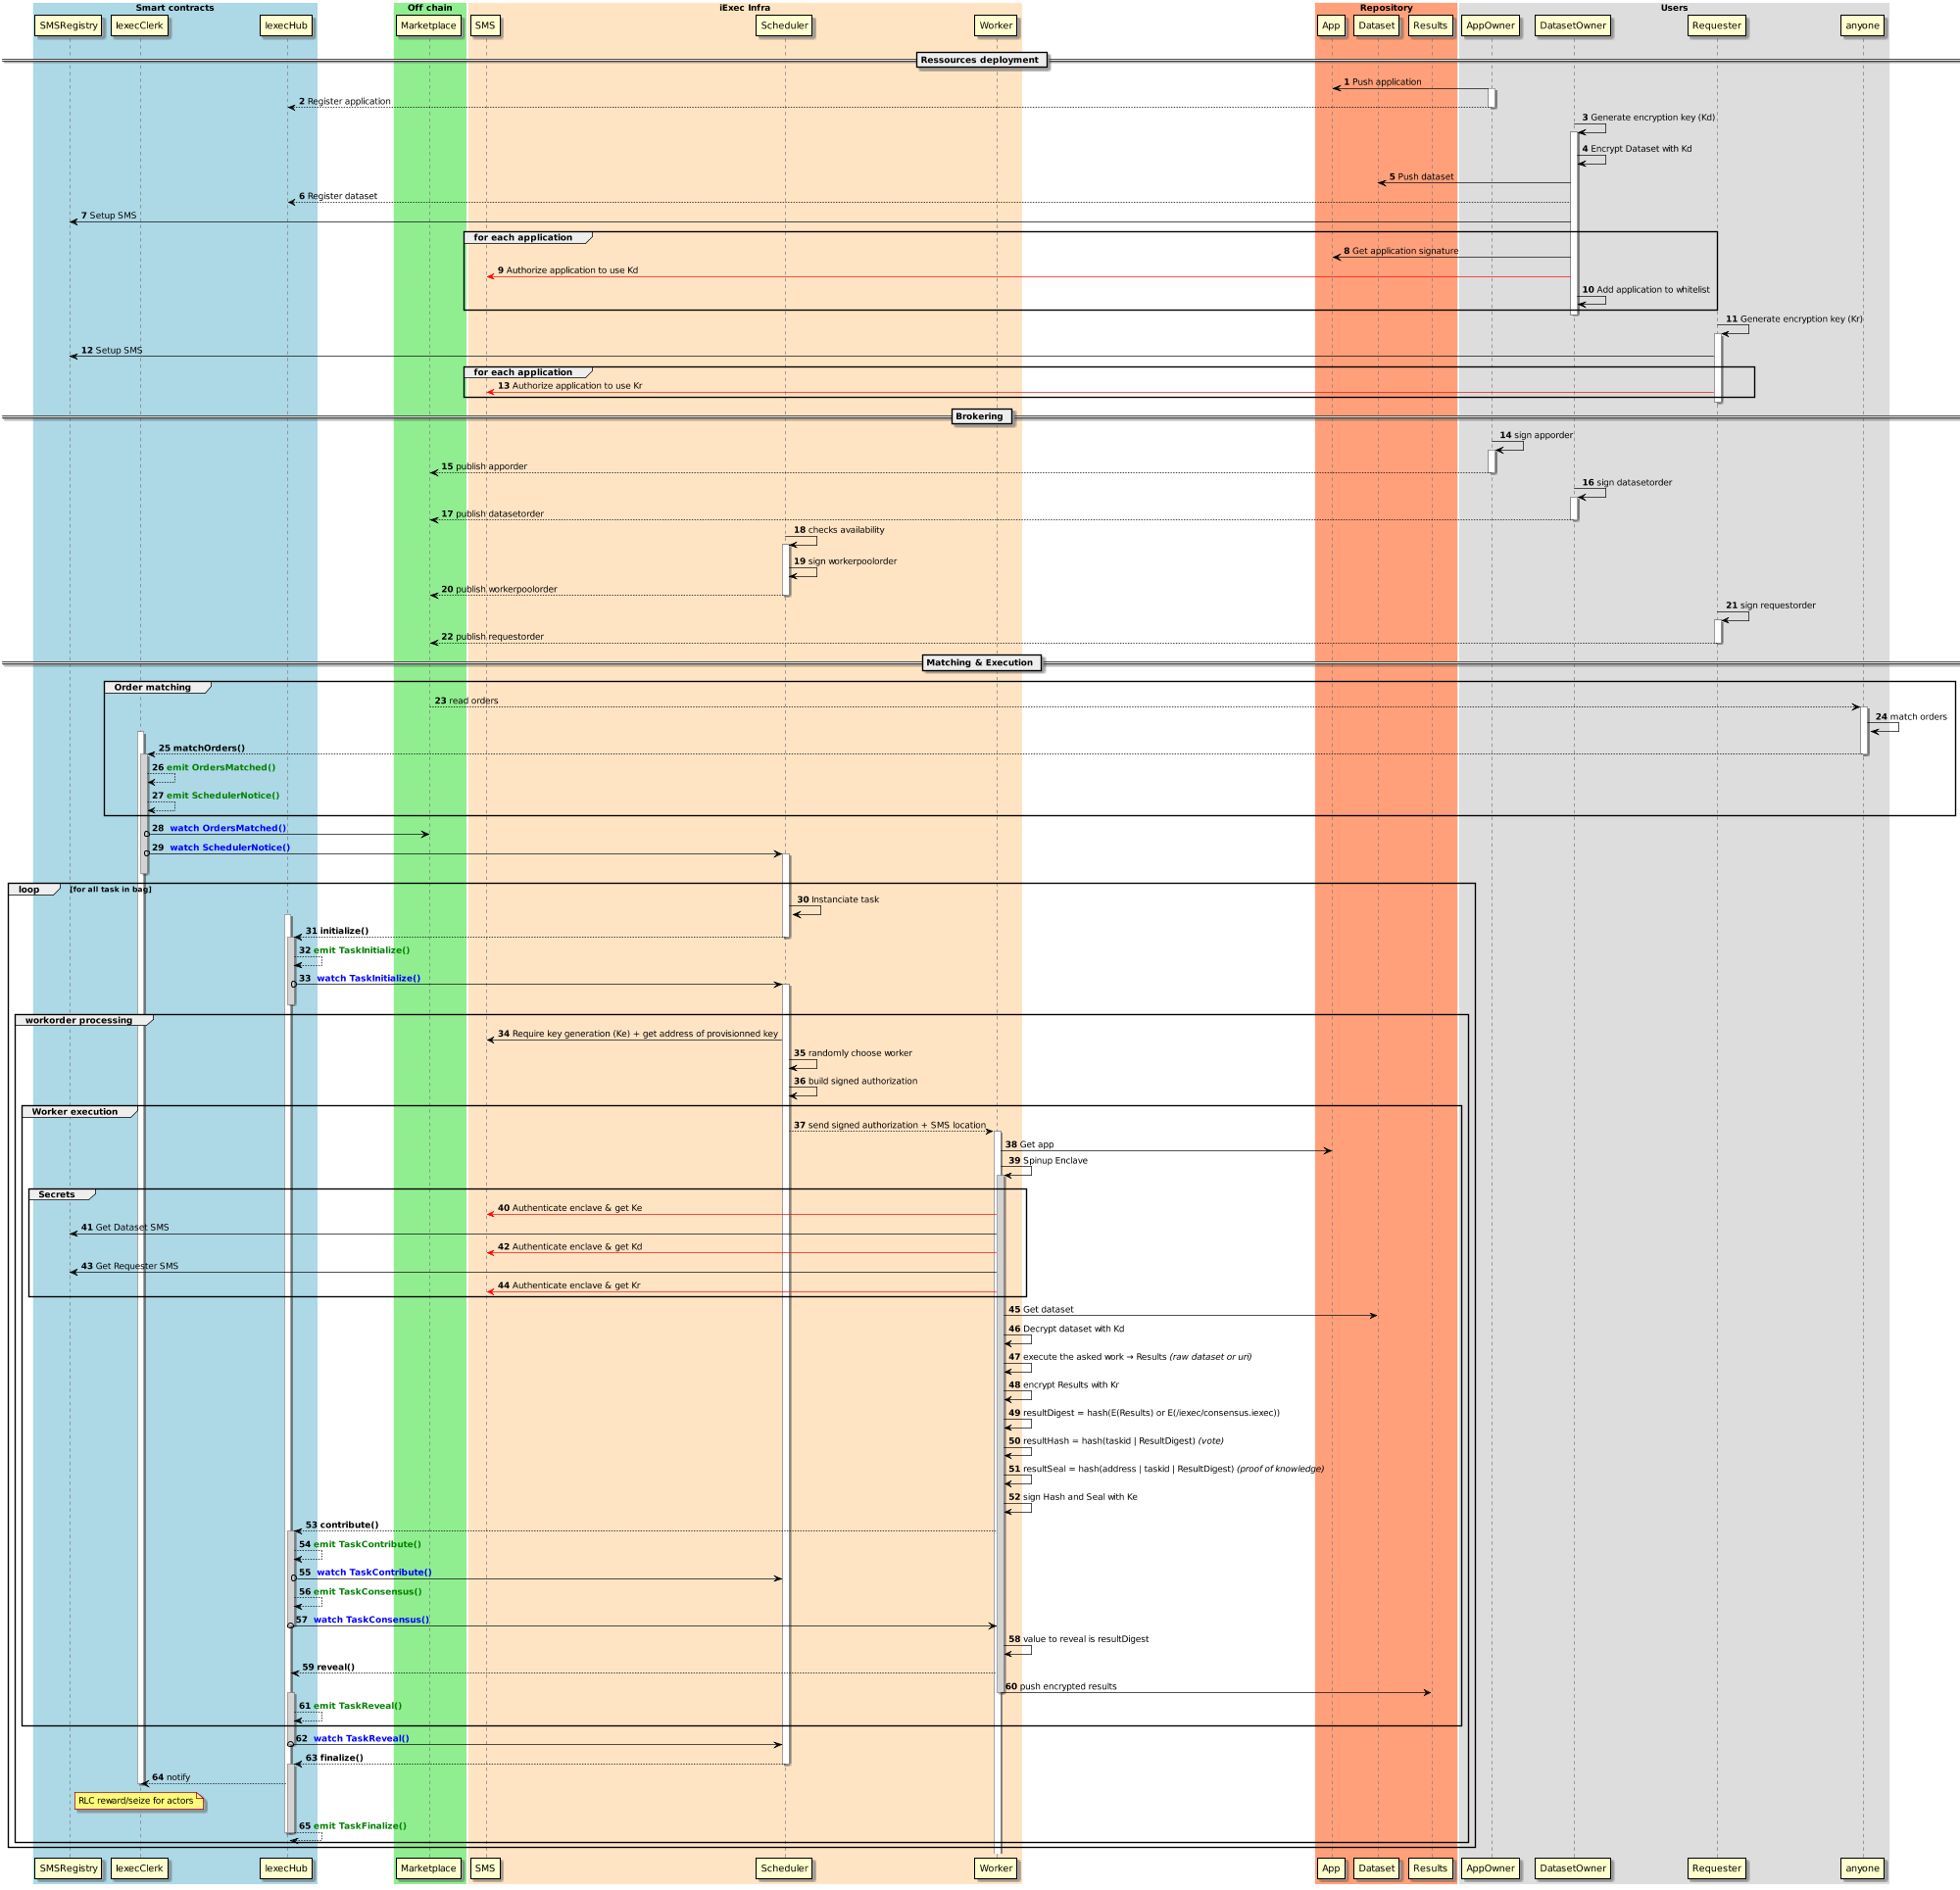 Smart contracts
Off chain
iExec Infra
Repository
Users
SMSRegistry
IexecClerk
IexecHub
Marketplace
SMS
Scheduler
Worker
App
Dataset
Results
AppOwner
DatasetOwner
Requester
anyone
Ressources deployment
1 Push application
2 Register application
3 Generate encryption key (Kd)
4 Encrypt Dataset with Kd
5 Push dataset
6 Register dataset
7 Setup SMS
for each application
8 Get application signature
9 Authorize application to use Kd
10 Add application to whitelist
11 Generate encryption key (Kr)
12 Setup SMS
for each application
13 Authorize application to use Kr
Brokering
14 sign apporder
15 publish apporder
16 sign datasetorder
17 publish datasetorder
18 checks availability
19 sign workerpoolorder
20 publish workerpoolorder
21 sign requestorder
22 publish requestorder
Matching & Execution
Order matching
23 read orders
24 match orders
25 matchOrders()
26 emit OrdersMatched()
27 emit SchedulerNotice()
28 watch OrdersMatched()
29 watch SchedulerNotice()
loop [for all task in bag]
30 Instanciate task
31 initialize()
32 emit TaskInitialize()
33 watch TaskInitialize()
workorder processing
34 Require key generation (Ke) + get address of provisionned key
35 randomly choose worker
36 build signed authorization
Worker execution
37 send signed authorization + SMS location
38 Get app
39 Spinup Enclave
Secrets
40 Authenticate enclave & get Ke
41 Get Dataset SMS
42 Authenticate enclave & get Kd
43 Get Requester SMS
44 Authenticate enclave & get Kr
45 Get dataset
46 Decrypt dataset with Kd
47 execute the asked work → Results (raw dataset or uri)
48 encrypt Results with Kr
49 resultDigest = hash(E(Results) or E(/iexec/consensus.iexec))
50 resultHash = hash(taskid | ResultDigest) (vote)
51 resultSeal = hash(address | taskid | ResultDigest) (proof of knowledge)
52 sign Hash and Seal with Ke
53 contribute()
54 emit TaskContribute()
55 watch TaskContribute()
56 emit TaskConsensus()
57 watch TaskConsensus()
58 value to reveal is resultDigest
59 reveal()
60 push encrypted results
61 emit TaskReveal()
62 watch TaskReveal()
63 finalize()
64 notify
RLC reward/seize for actors
65 emit TaskFinalize()
SMSRegistry
IexecClerk
IexecHub
Marketplace
SMS
Scheduler
Worker
App
Dataset
Results
AppOwner
DatasetOwner
Requester
anyone